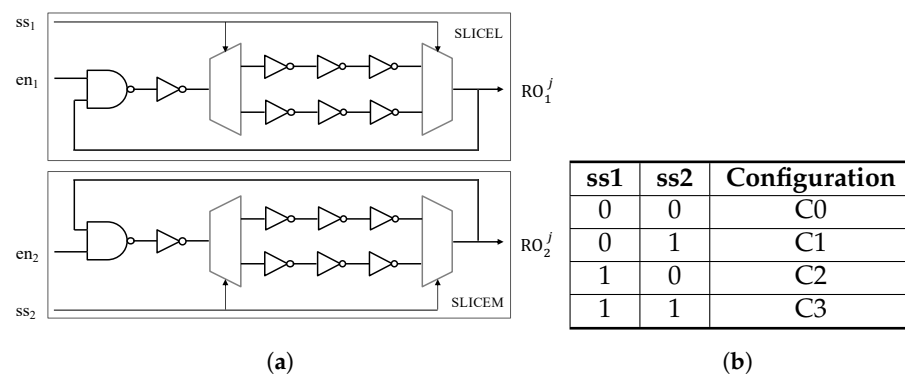 ss₁
SLICEL
en₁
RO₁ʲ
en₂
RO₂ʲ
ss₂
SLICEM
(a)
ss1 ss2 Configuration
0 0 C0
0 1 C1
1 0 C2
1 1 C3
(b)